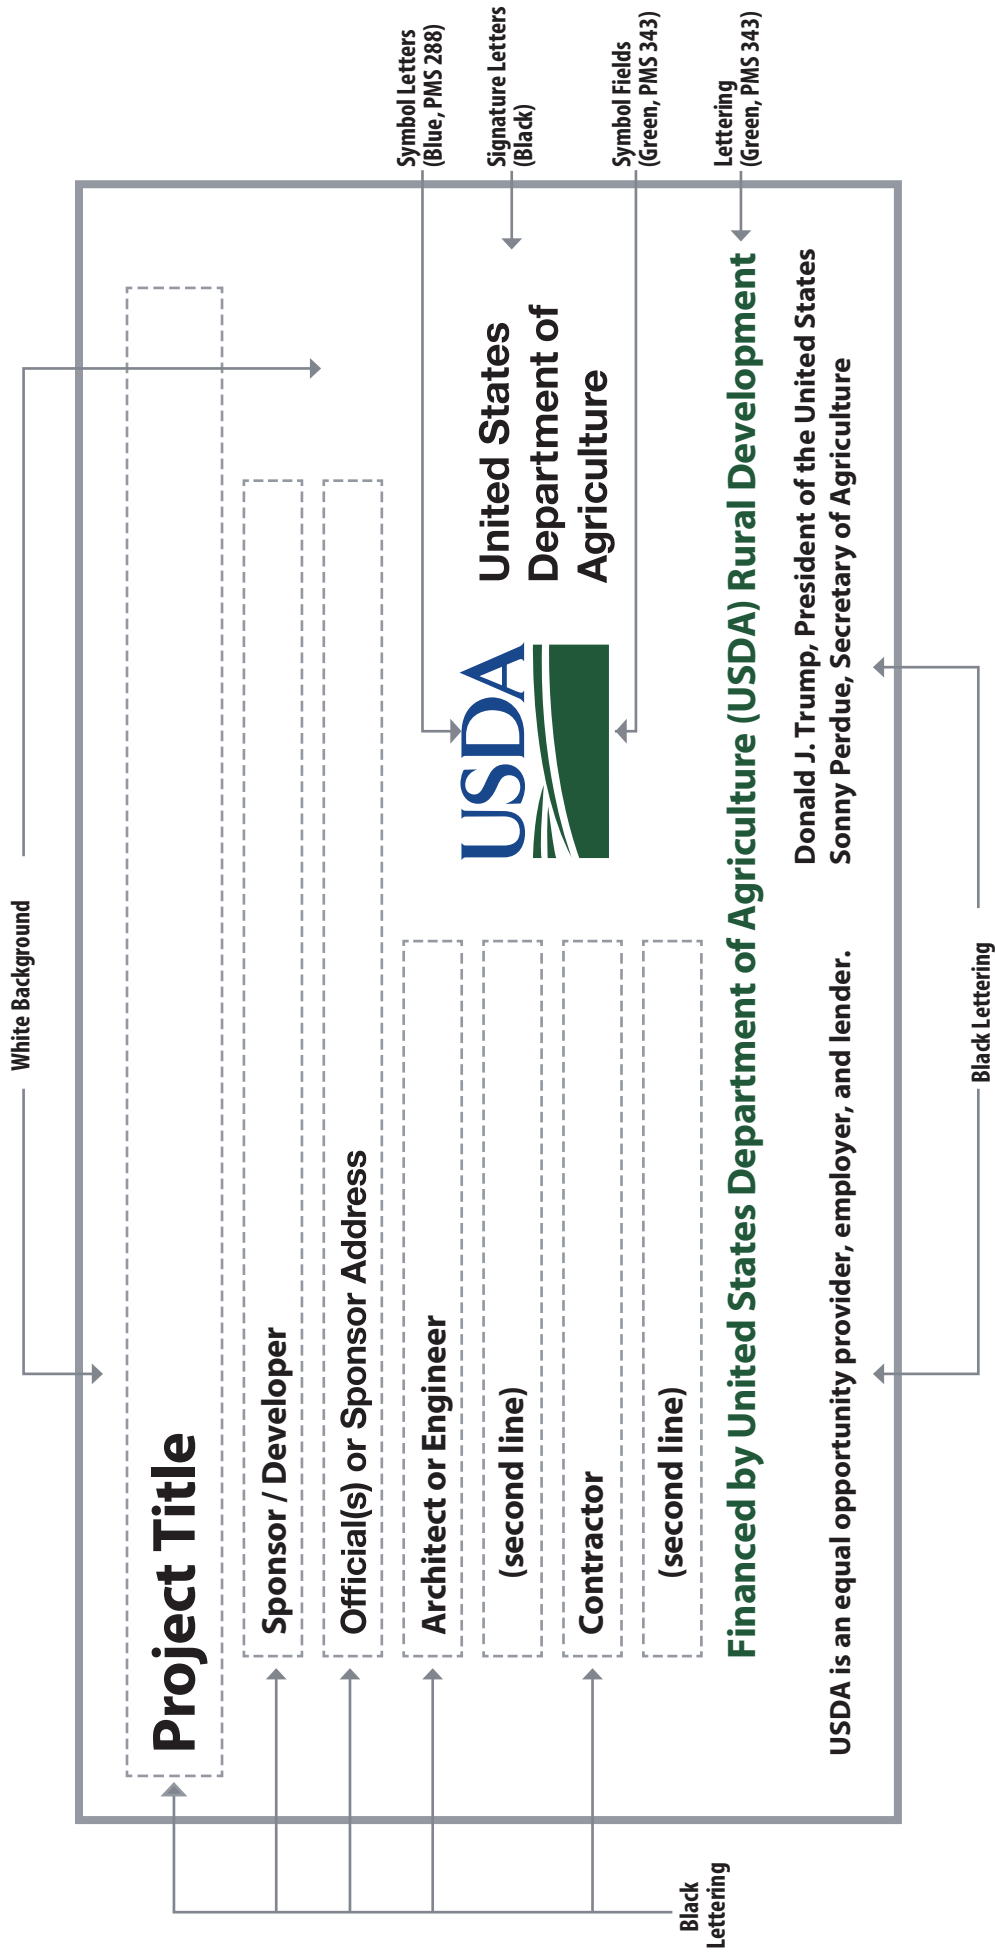 White Background
Project Title
Sponsor / Developer
Official(s) or Sponsor Address
Architect or Engineer
(second line)
Contractor
(second line)
Black
Lettering
USDA
United States
Department of
Agriculture
Symbol Letters
(Blue, PMS 288)
Signature Letters
(Black)
Symbol Fields
(Green, PMS 343)
Lettering
(Green, PMS 343)
Financed by United States Department of Agriculture (USDA) Rural Development
Donald J. Trump, President of the United States
Sonny Perdue, Secretary of Agriculture
USDA is an equal opportunity provider, employer, and lender.
Black Lettering